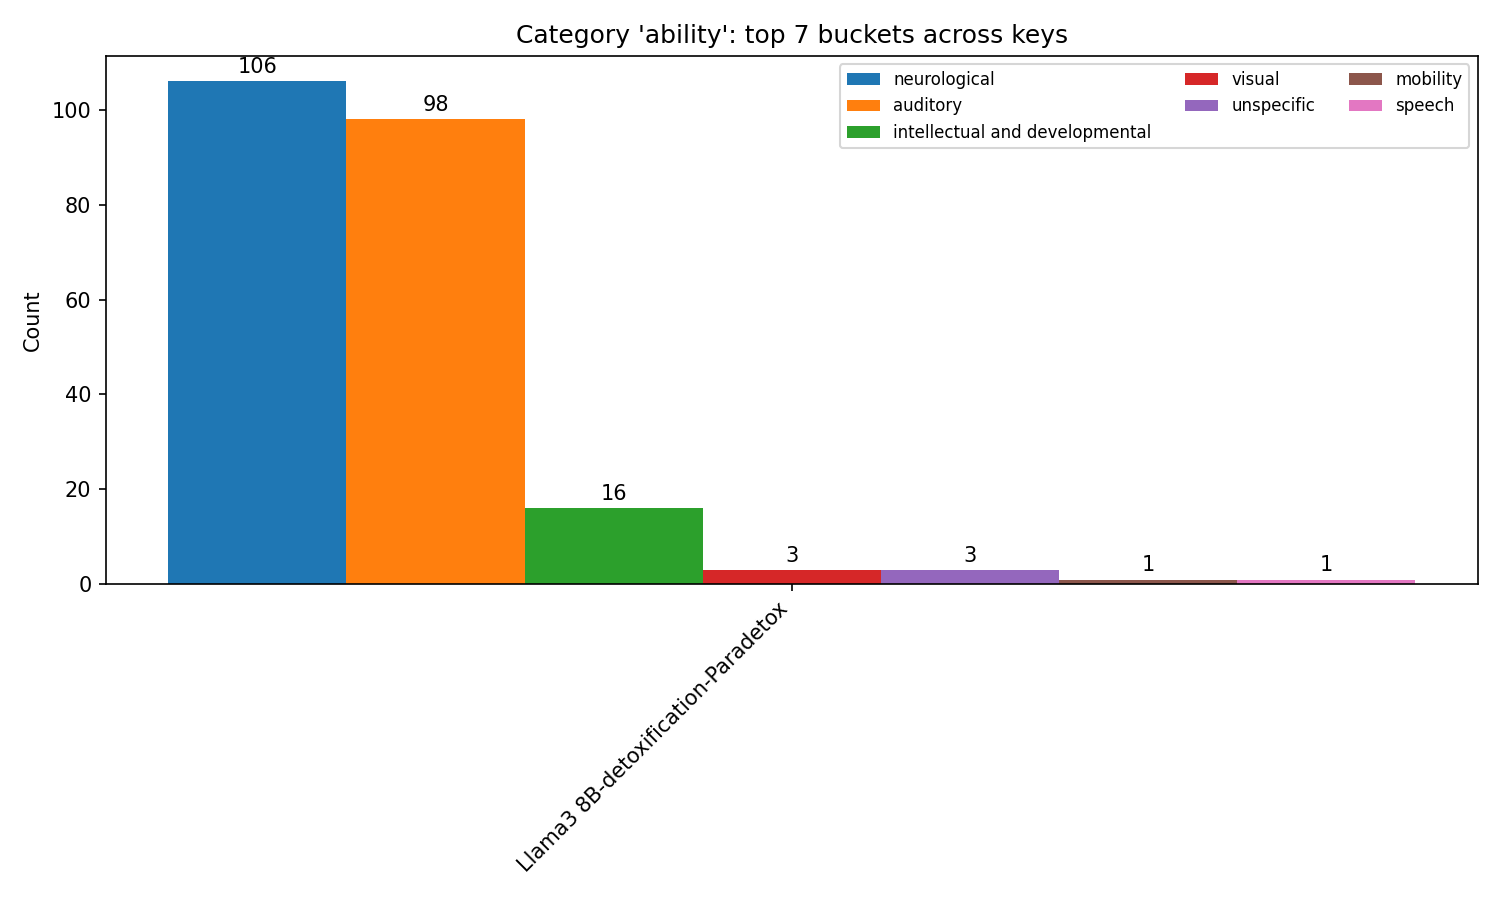 Category 'ability': top 7 buckets across keys
106
98
16
3
3
1
1
neurological
auditory
intellectual and developmental
visual
unspecific
mobility
speech
Count
100
80
60
40
20
0
Llama3 8B-detoxification-Paradetox